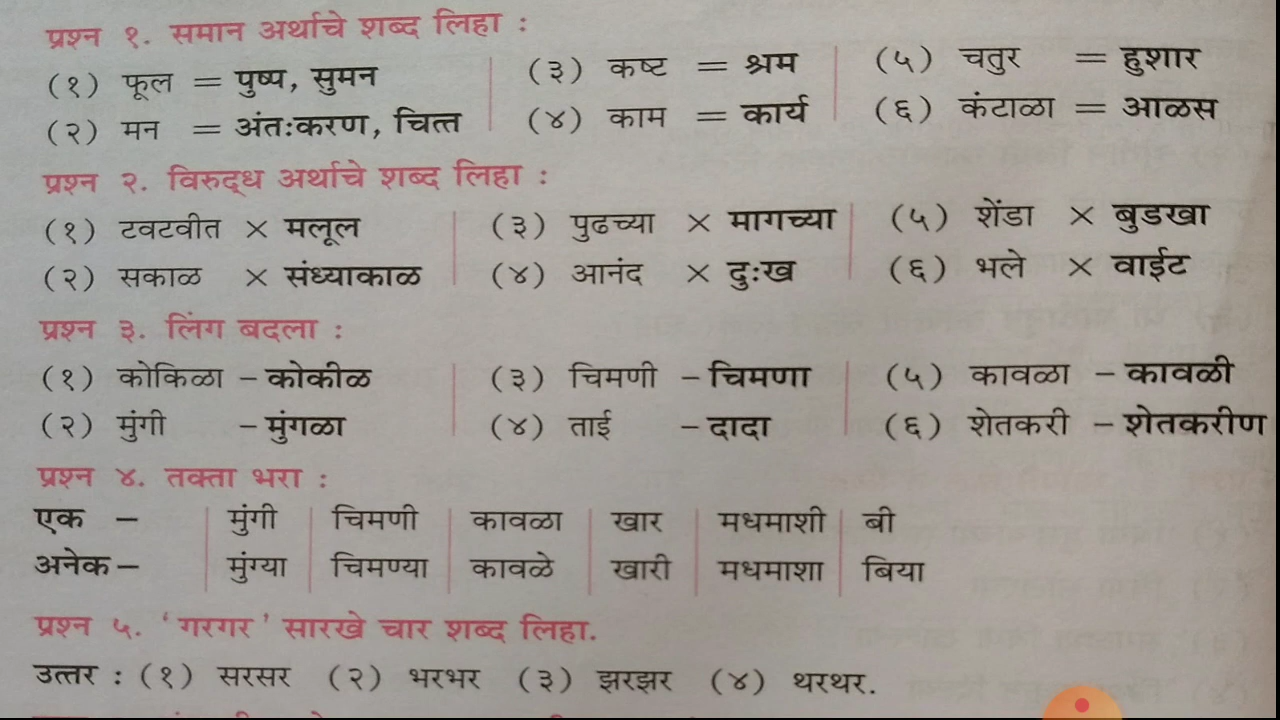 प्रश्न १. समान अर्थाचे शब्द लिहा :
(१) फूल = पुष्प, सुमन (३) कष्ट = श्रम (५) चतुर = हुशार
(२) मन = अंतःकरण, चित्त (४) काम = कार्य (६) कंटाळा = आळस
प्रश्न २. विरुद्ध अर्थाचे शब्द लिहा :
(१) टवटवीत × मलूल (३) पुढच्या × मागच्या (५) शेंडा × बुडखा
(२) सकाळ × संध्याकाळ (४) आनंद × दुःख (६) भले × वाईट
प्रश्न ३. लिंग बदला :
(१) कोकिळा - कोकीळ (३) चिमणी - चिमणा (५) कावळा - कावळी
(२) मुंगी - मुंगळा (४) ताई - दादा (६) शेतकरी - शेतकरीण
प्रश्न ४. तक्ता भरा :
एक - मुंगी चिमणी कावळा खार मधमाशी बी
अनेक - मुंग्या चिमण्या कावळे खारी मधमाशा बिया
प्रश्न ५. 'गरगर' सारखे चार शब्द लिहा.
उत्तर : (१) सरसर (२) भरभर (३) झरझर (४) थरथर.